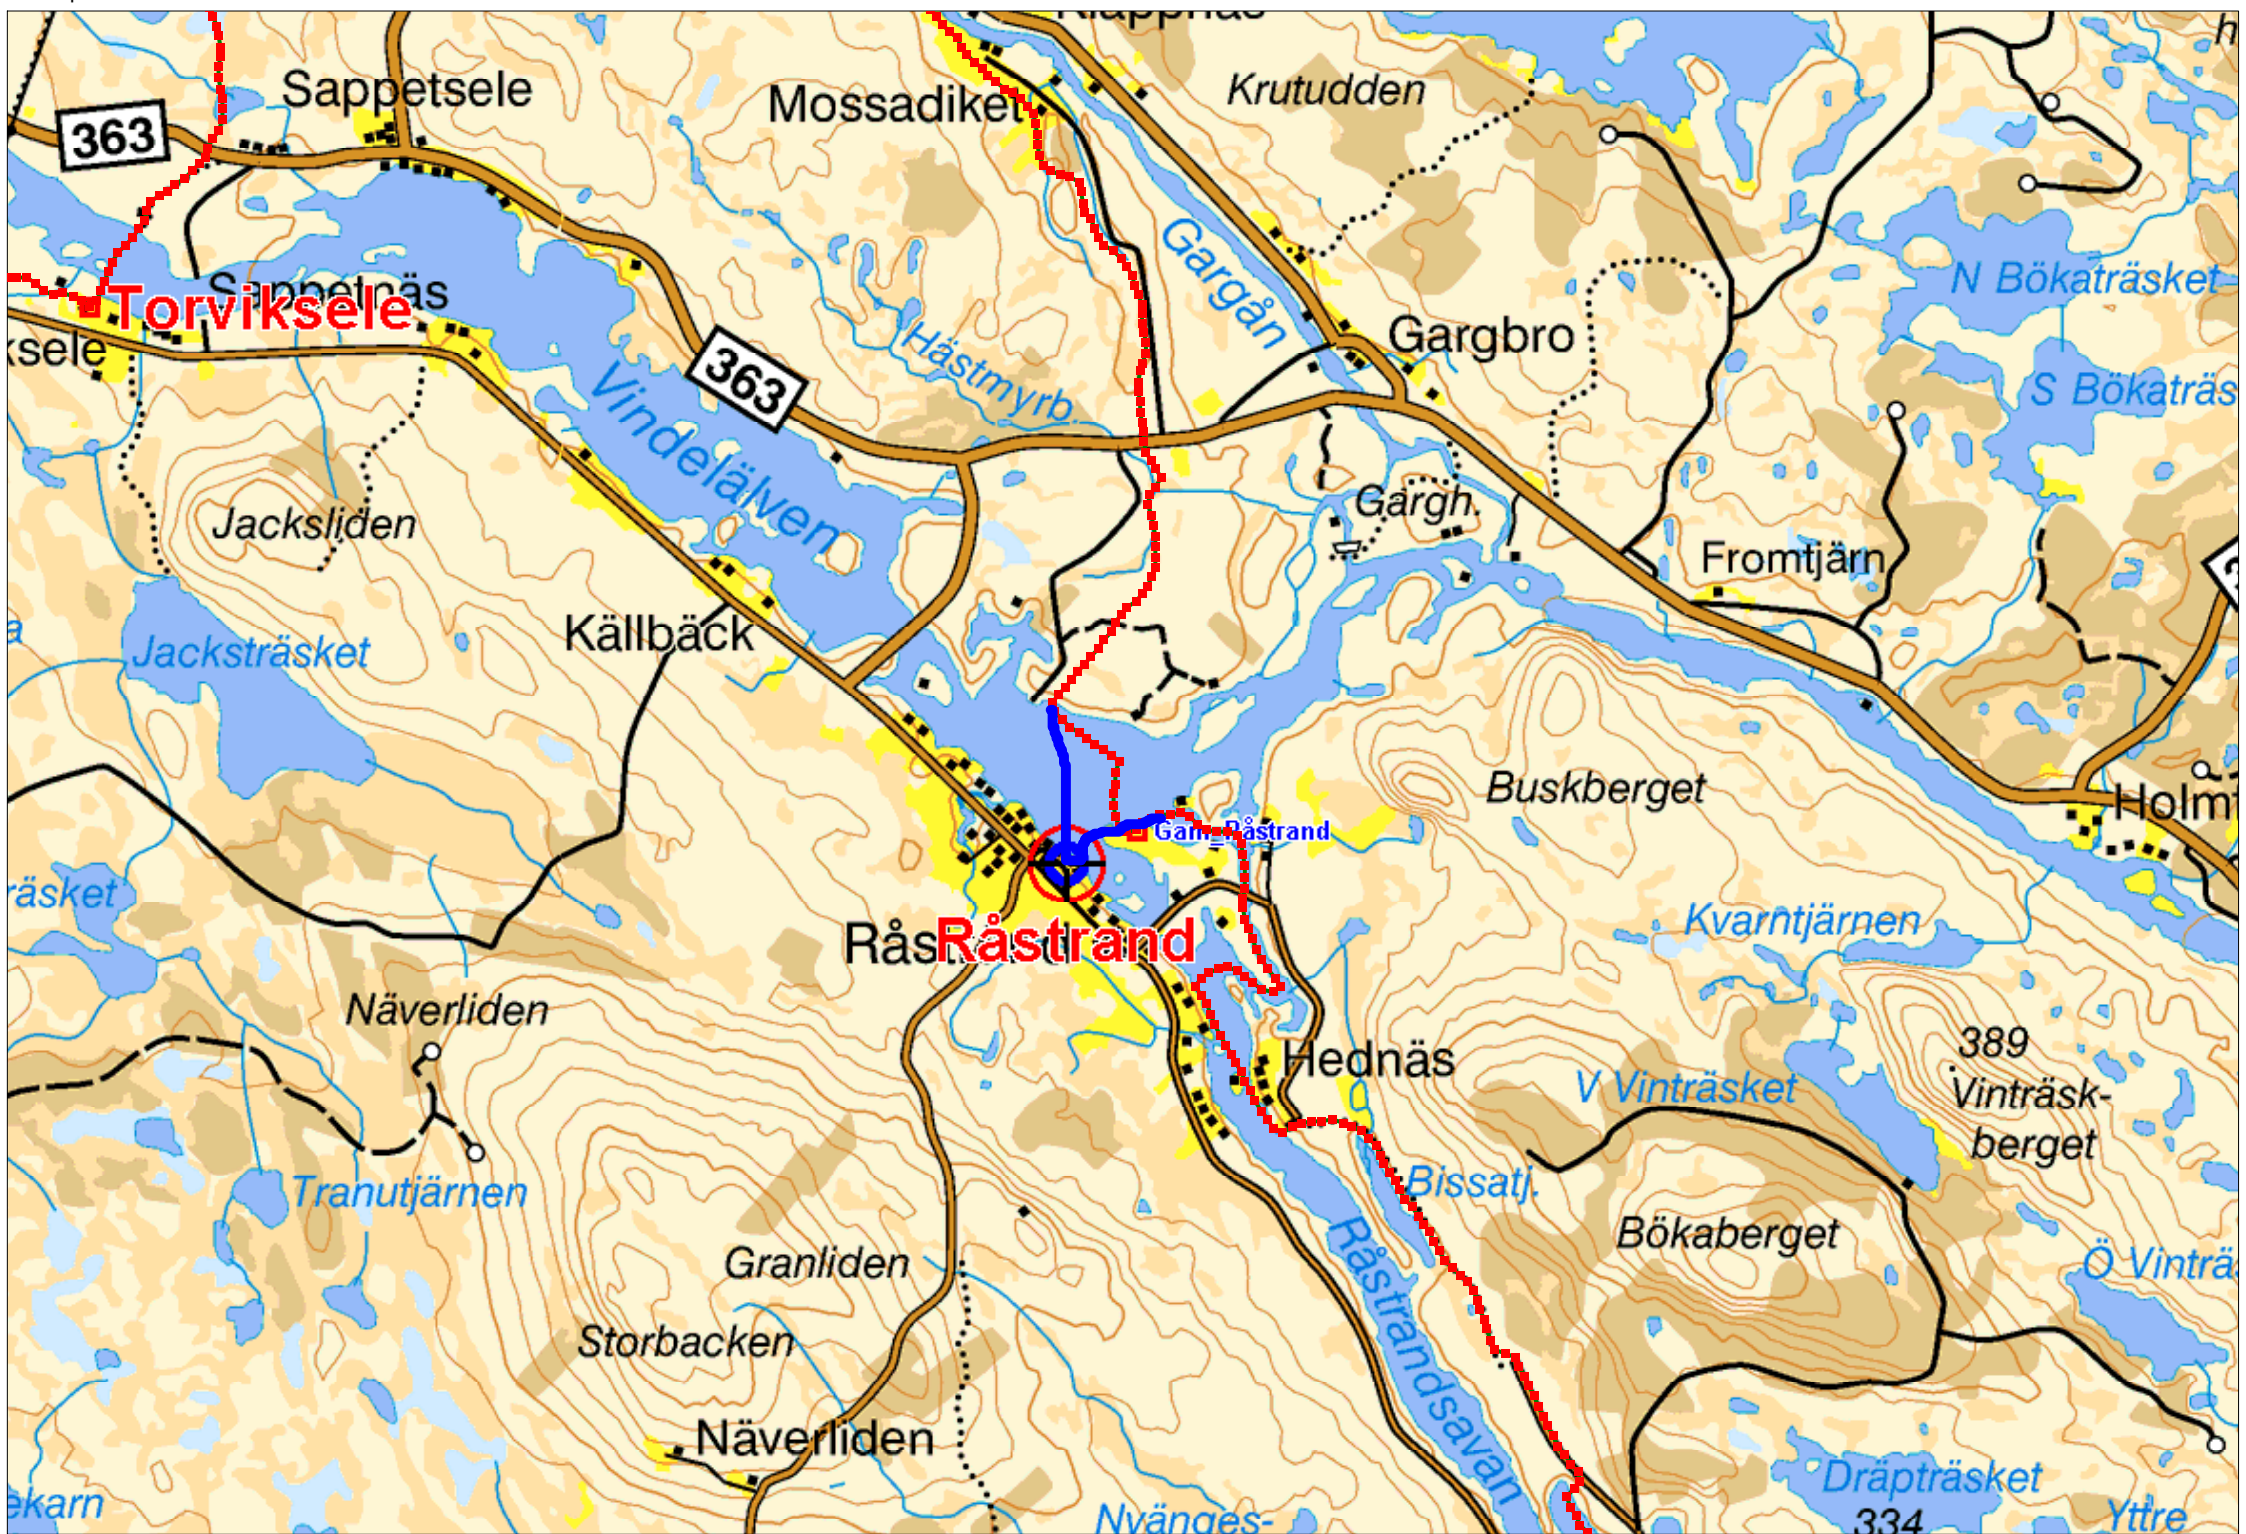 Sappetsele
Mossadiket
Krutudden
363
Gargån
N Bökaträsket
Sappetnäs
Torviksele
ksele
Gargbro
Hästmyrb.
363
S Bökaträs
Vindelälven
Jacksliden
Gargh.
Fromtjärn
Källbäck
Jacksträsket
Buskberget
Holmf
Gam_Råstrand
räsket
Kvarntjärnen
Råstrand
Näverliden
Hednäs
389
V Vinträsket
Vinträsk-
berget
Tranutjärnen
Bissatj.
Bökaberget
Granliden
Ö Vinträ
Storbacken
Råstrandsavan
Näverliden
Dräpträsket
ekarn
Nvänges-
334
Yttre